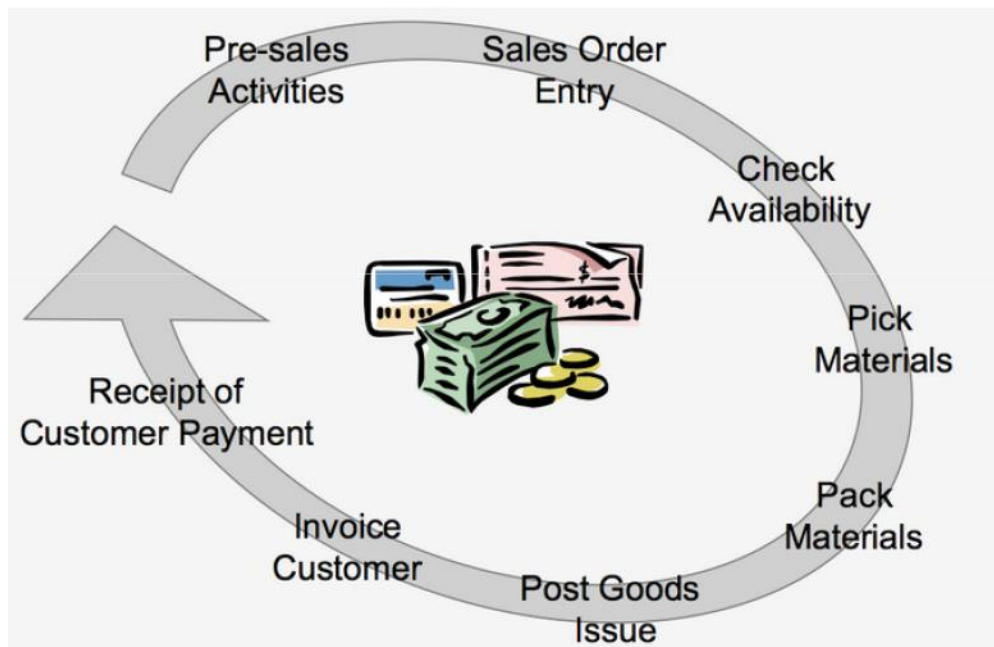 Pre-sales
Activities
Sales Order
Entry
Check
Availability
Pick
Materials
Pack
Materials
Post Goods
Issue
Invoice
Customer
Receipt of
Customer Payment
$